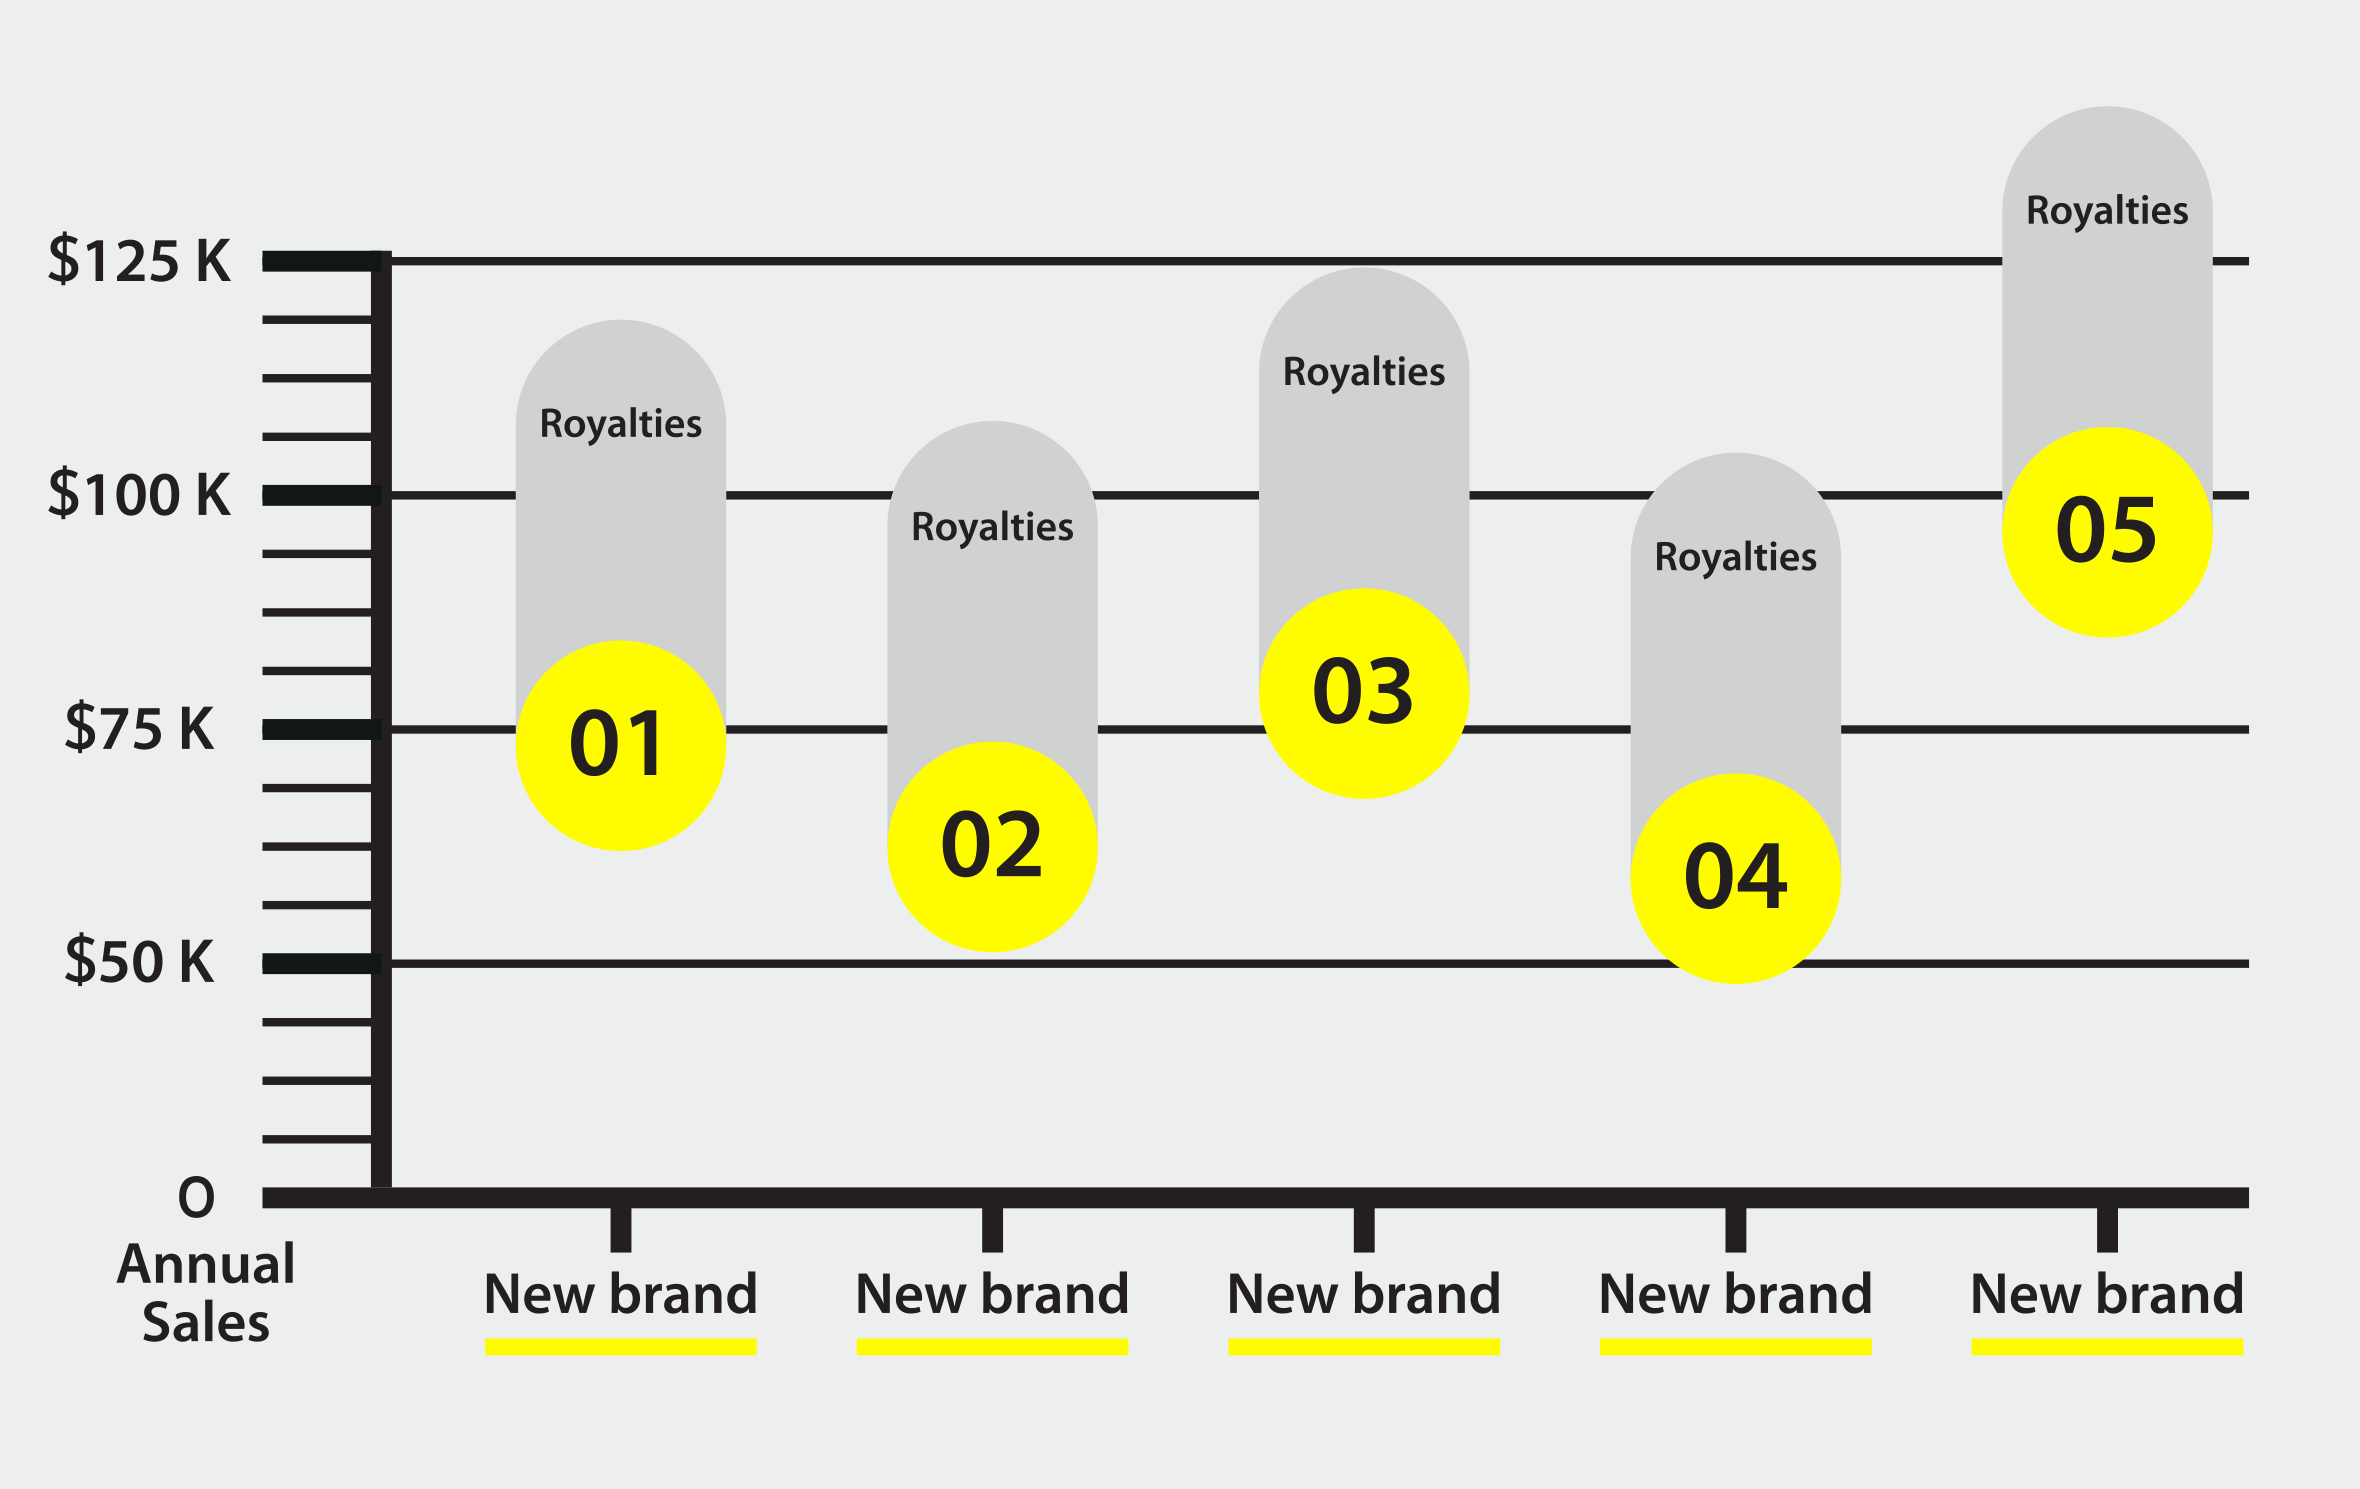 $125 K
$100 K
$75 K
$50 K
O
Annual
Sales
Royalties
01
Royalties
02
Royalties
03
Royalties
04
Royalties
05
New brand
New brand
New brand
New brand
New brand